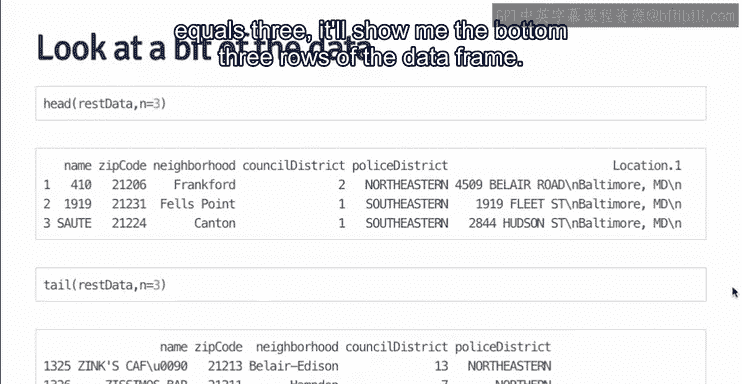 equals three, it'll show me the bottom
three rows of the data frame.
Look at a bit of the data
head(restData,n=3)
name zipCode neighborhood councilDistrict policeDistrict Location.1
1 410 21206 Frankford 2 NORTHEASTERN 4509 BELAIR ROAD\nBaltimore, MD\n
2 1919 21231 Fells Point 1 SOUTHEASTERN 1919 FLEET ST\nBaltimore, MD\n
3 SAUTE 21224 Canton 1 SOUTHEASTERN 2844 HUDSON ST\nBaltimore, MD\n
tail(restData,n=3)
name zipCode neighborhood councilDistrict policeDistrict
1325 ZINK'S CAF\u0090 21213 Belair-Edison 13 NORTHEASTERN